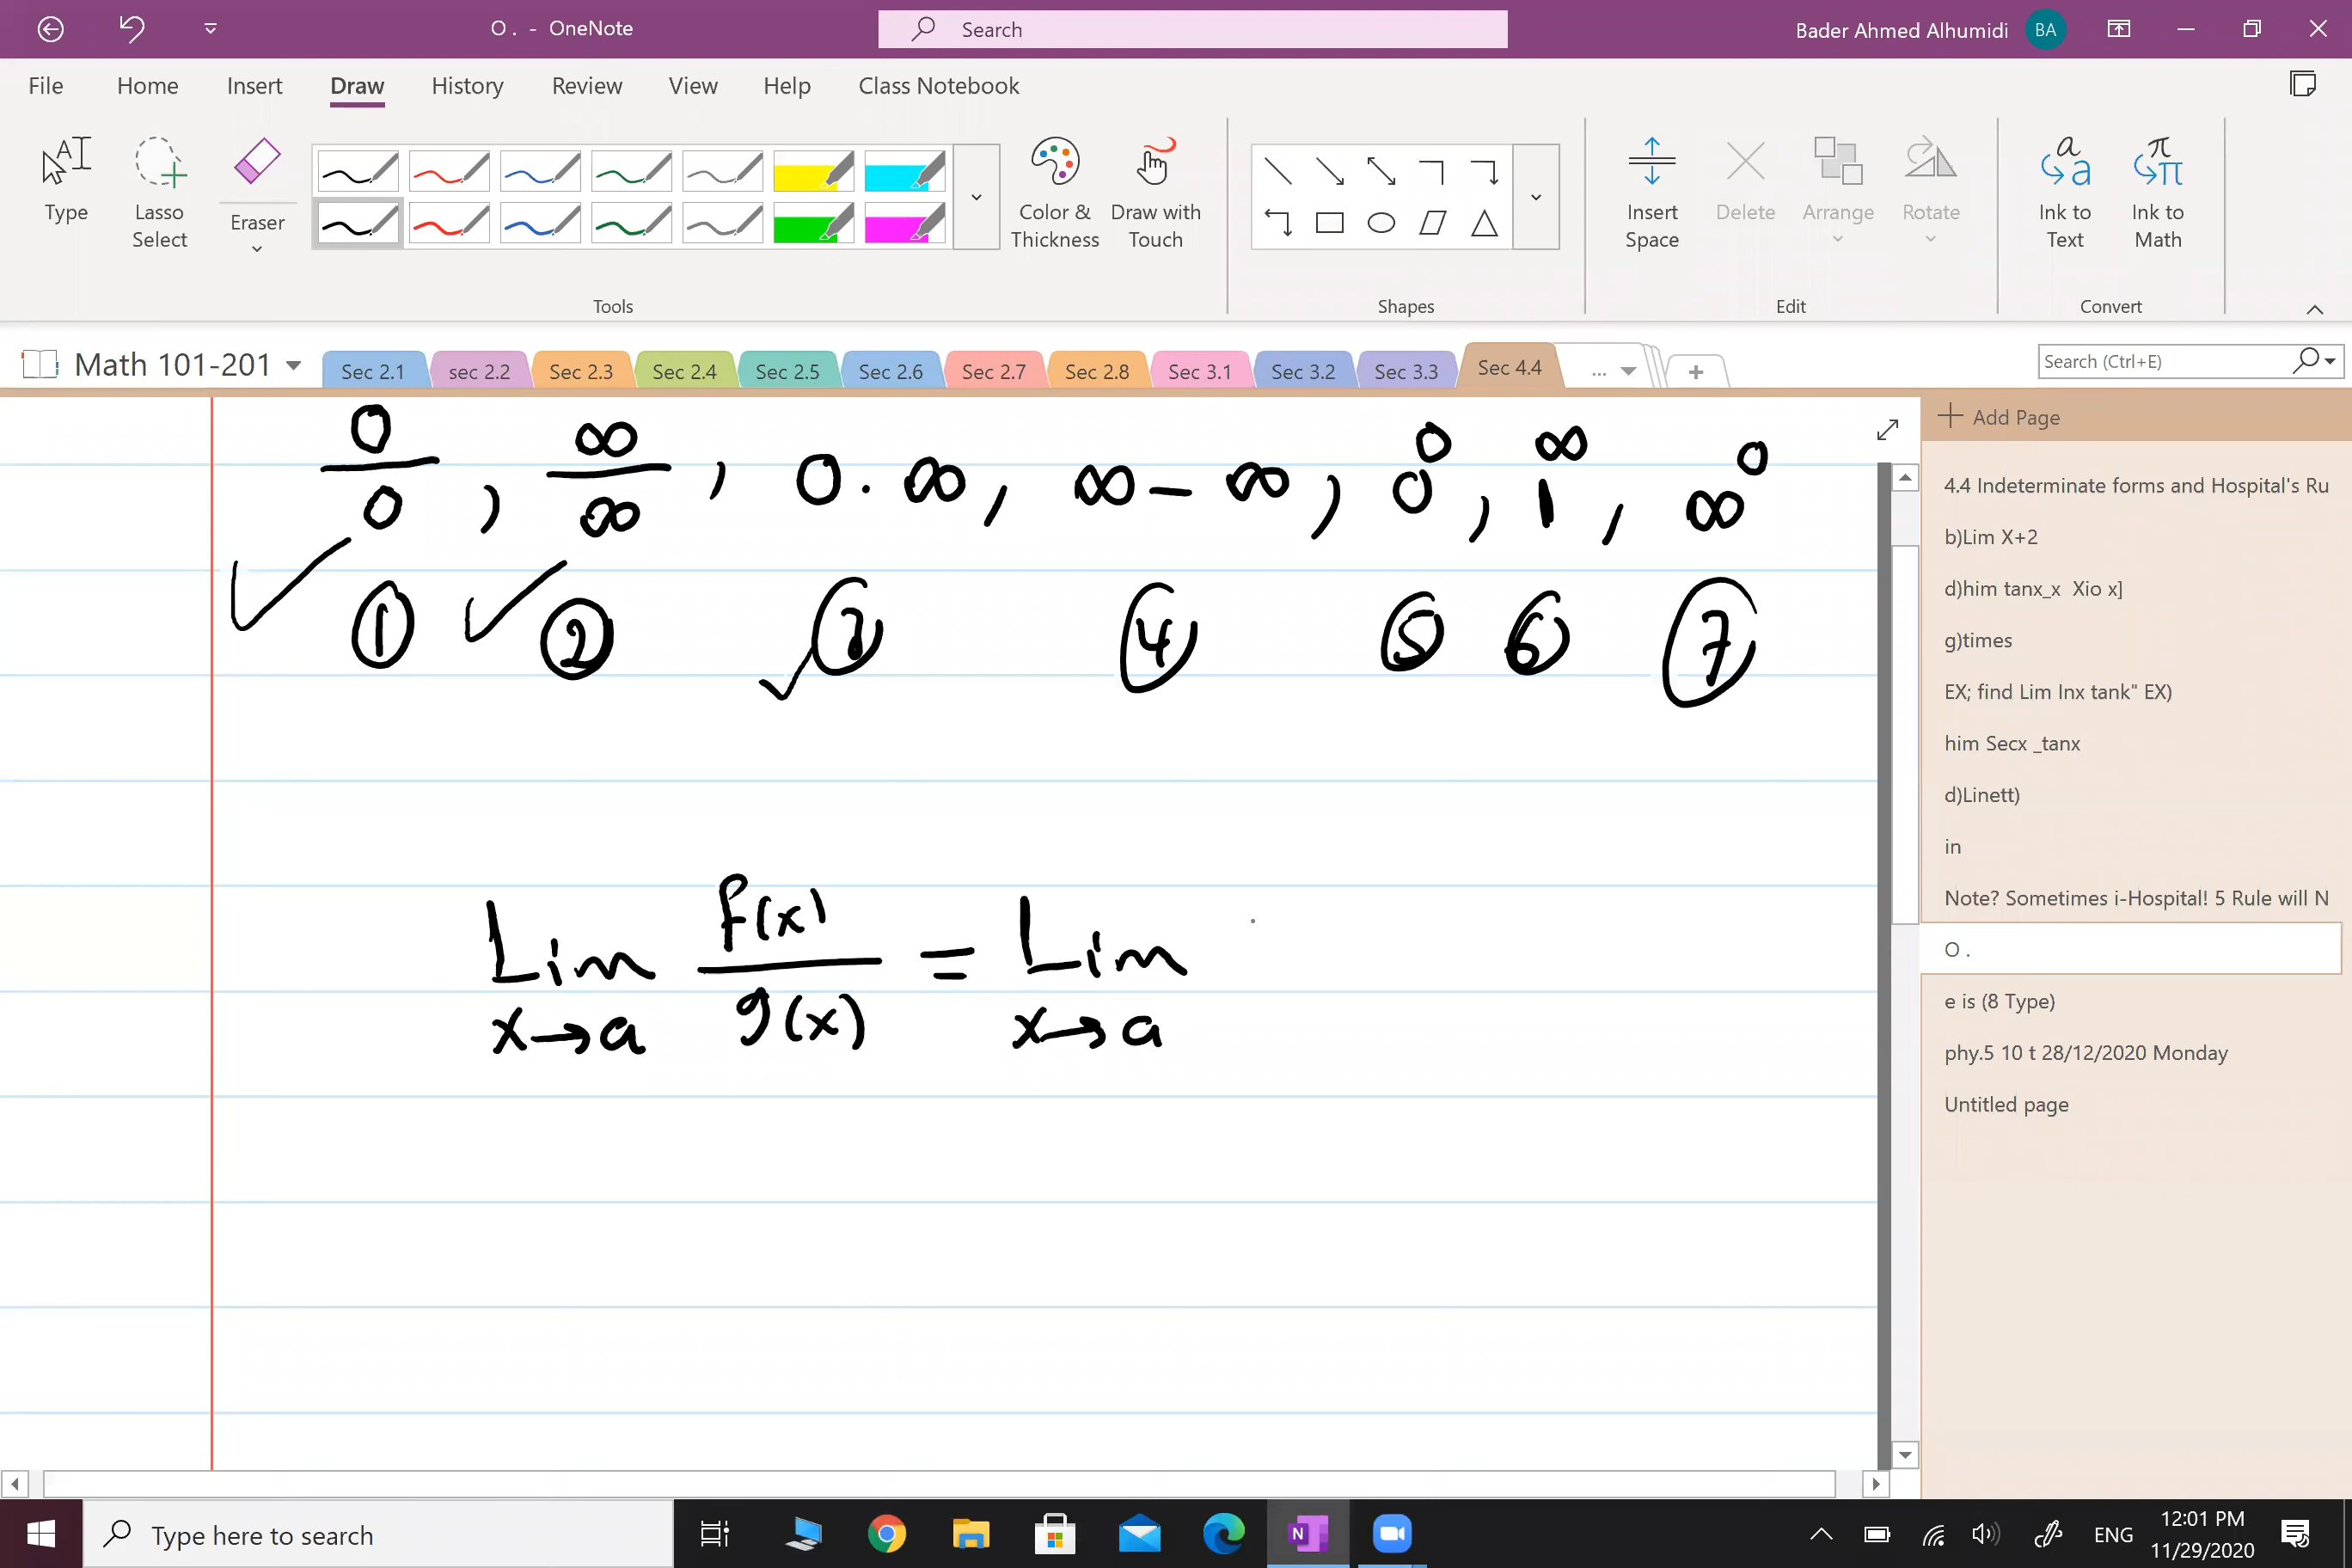 O . - OneNote
Search
Bader Ahmed Alhumidi BA
File Home Insert Draw History Review View Help Class Notebook
Type
Lasso Select
Eraser
Color & Thickness
Draw with Touch
Insert Space
Delete
Arrange
Rotate
Ink to Text
Ink to Math
Tools Shapes Edit Convert
Math 101-201 Sec 2.1 sec 2.2 Sec 2.3 Sec 2.4 Sec 2.5 Sec 2.6 Sec 2.7 Sec 2.8 Sec 3.1 Sec 3.2 Sec 3.3 Sec 4.4 ... +
Search (Ctrl+E)
0/0 , ∞/∞ , 0.∞, ∞-∞, 0^0, 1^∞, ∞^0
① ② ③ ④ ⑤ ⑥ ⑦
Lim x→a f(x)/g(x) = Lim x→a
Add Page
4.4 Indeterminate forms and Hospital's Ru
b)Lim X+2
d)him tanx_x Xio x]
g)times
EX; find Lim Inx tank" EX)
him Secx _tanx
d)Linett)
in
Note? Sometimes i-Hospital! 5 Rule will N
O .
e is (8 Type)
phy.5 10 t 28/12/2020 Monday
Untitled page
Type here to search
ENG
12:01 PM
11/29/2020